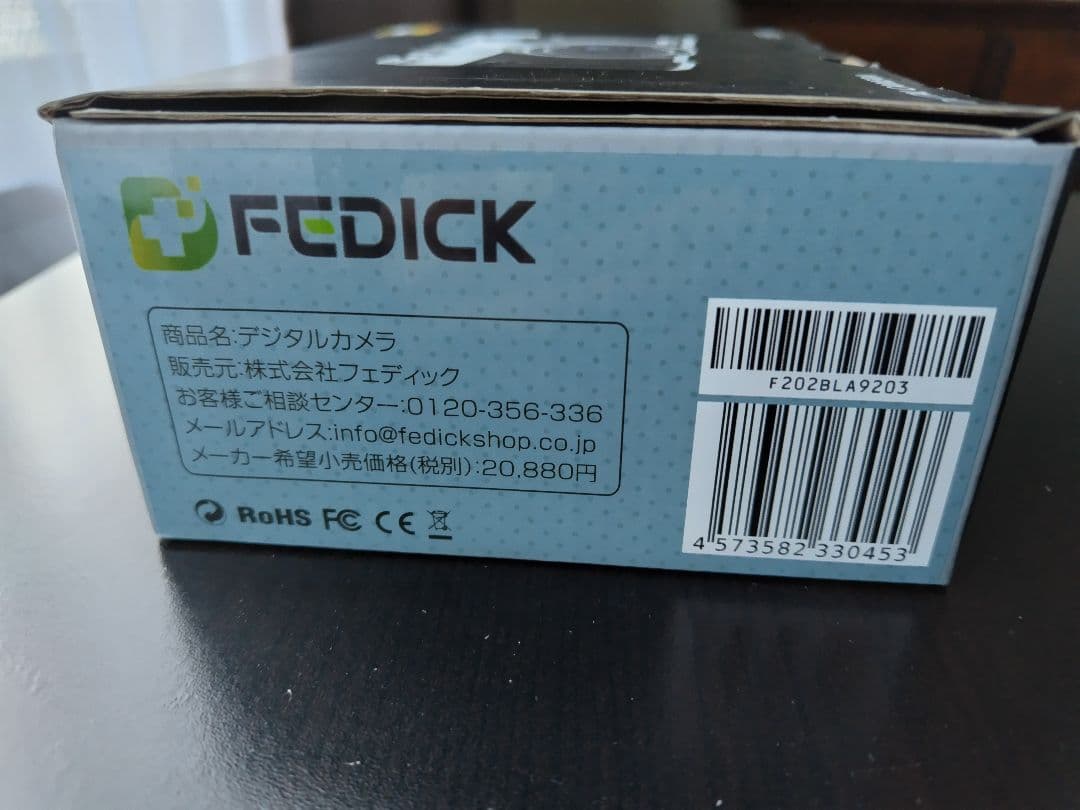 FEDICK
商品名:デジタルカメラ
販売元:株式会社フェディック
お客様ご相談センター:0120-356-336
メールアドレス:info@fedickshop.co.jp
メーカー希望小売価格(税別):20,880円
RoHS FC CE
F202BLA9203
4 573582 330453